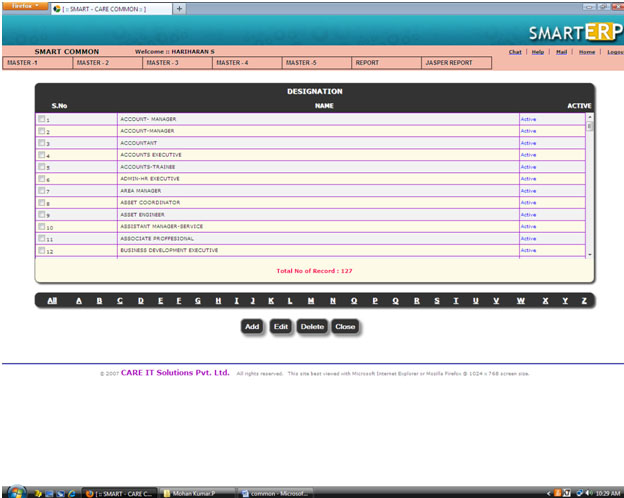 Firefox
[ :: SMART - CARE COMMON :: ]
SMARTERP
SMART COMMON Welcome :: HARIHARAN S Chat | Help | Mail | Home | Logout
MASTER -1 MASTER - 2 MASTER - 3 MASTER - 4 MASTER -5 REPORT JASPER REPORT
DESIGNATION
S.No NAME ACTIVE
1 ACCOUNT- MANAGER Active
2 ACCOUNT-MANAGER Active
3 ACCOUNTANT Active
4 ACCOUNTS EXECUTIVE Active
5 ACCOUNTS-TRAINEE Active
6 ADMIN-HR EXECUTIVE Active
7 AREA MANAGER Active
8 ASSET COORDINATOR Active
9 ASSET ENGINEER Active
10 ASSISTANT MANAGER-SERVICE Active
11 ASSOCIATE PROFFESIONAL Active
12 BUSINESS DEVELOPMENT EXECUTIVE Active
Total No of Record : 127
All A B C D E F G H I J K L M N O P Q R S T U V W X Y Z
Add Edit Delete Close
© 2007 CARE IT Solutions Pvt. Ltd. All rights reserved. This site best viewed with Microsoft Internet Explorer or Mozilla Firefox @ 1024 x 768 screen size.
[ :: SMART - CARE C... Mohan Kumar.P common - Microsof... 10:29 AM